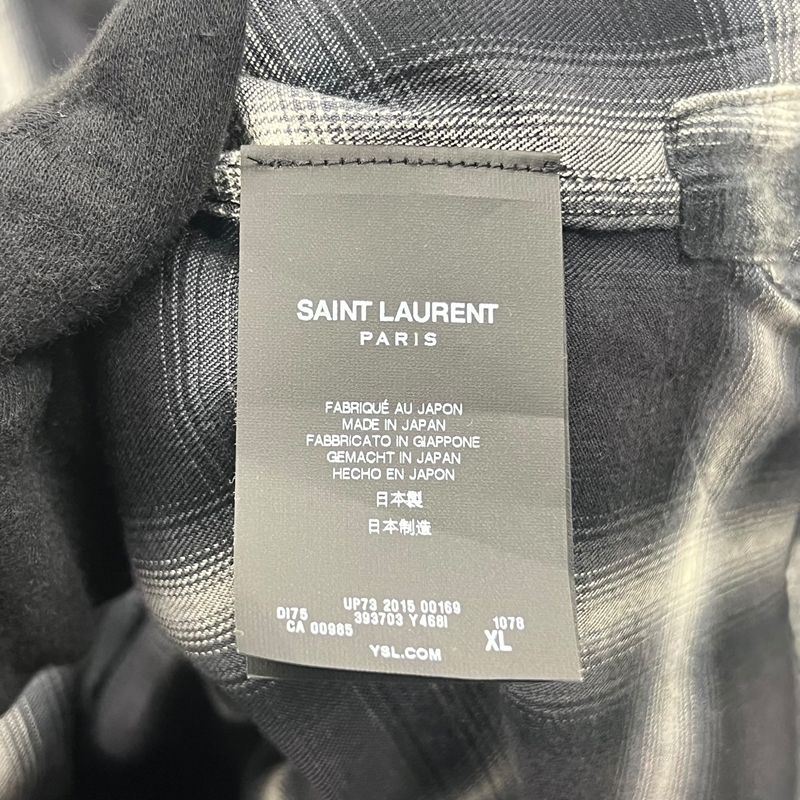 SAINT LAURENT
PARIS
FABRIQUÉ AU JAPON
MADE IN JAPAN
FABBRICATO IN GIAPPONE
GEMACHT IN JAPAN
HECHO EN JAPON
日本製
日本制造
UP73 2015 00169
DI75 393703 Y468I 1078
CA 00985 XL
YSL.COM